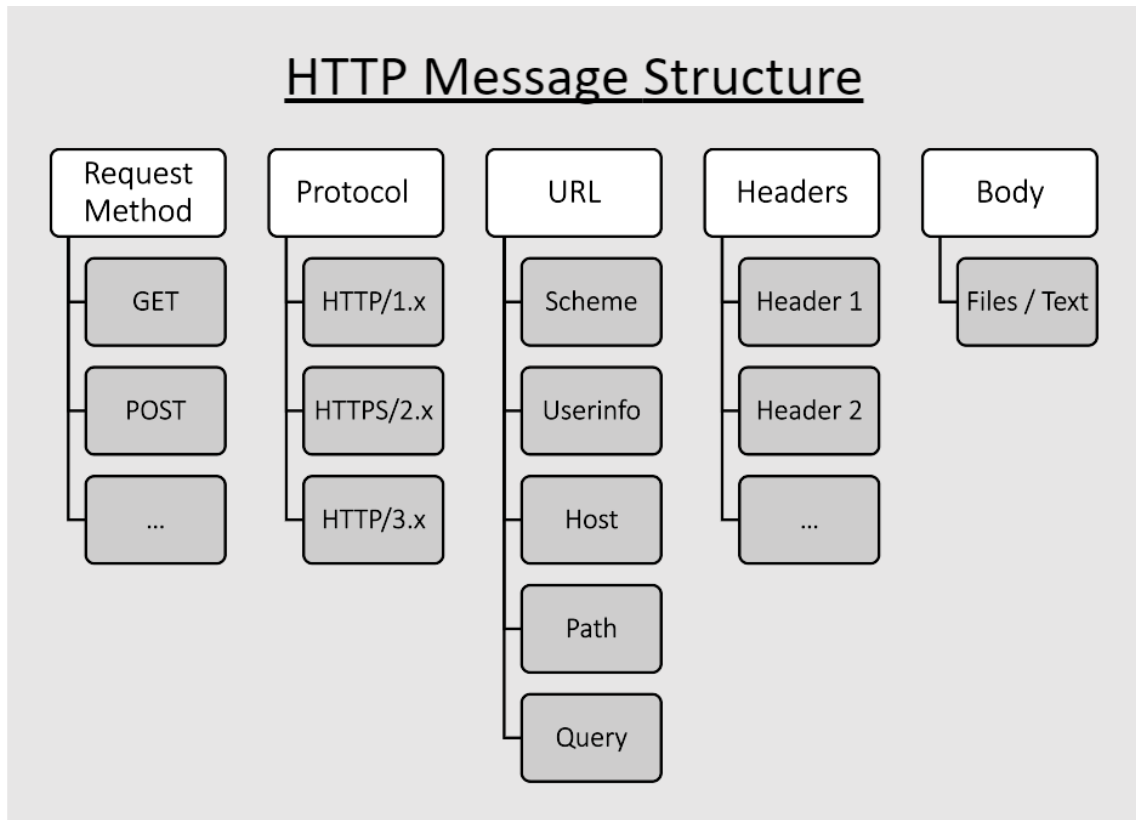 HTTP Message Structure
Request
Method
GET
POST
...
Protocol
HTTP/1.x
HTTPS/2.x
HTTP/3.x
URL
Scheme
Userinfo
Host
Path
Query
Headers
Header 1
Header 2
...
Body
Files / Text